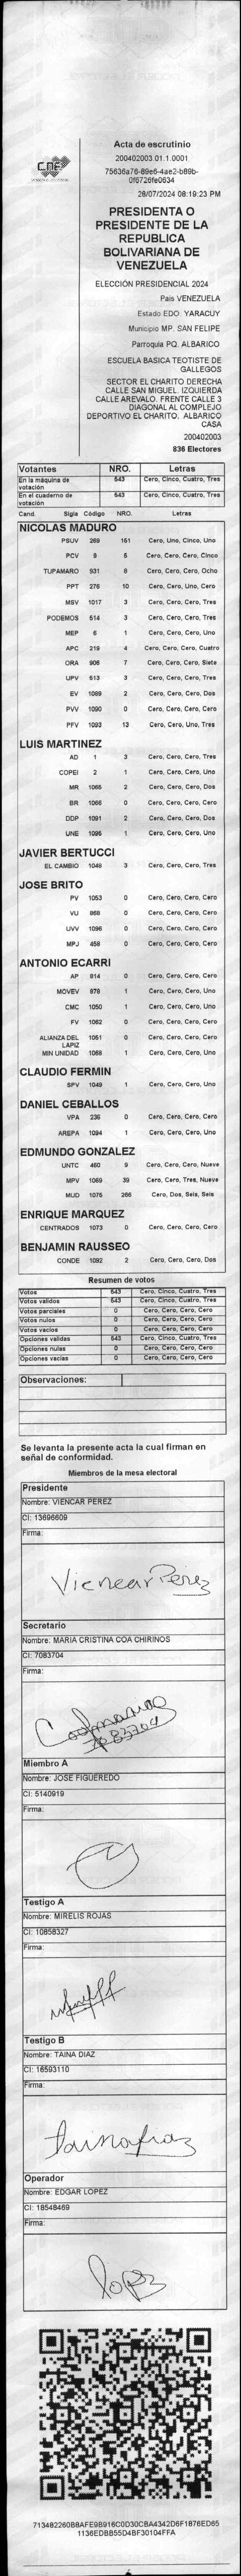 CNE
Acta de escrutinio
200402003.01.1.0001
75636a76-89e6-4ae2-b89b-
0f6726fe0634
28/07/2024 08:19:23 PM
PRESIDENTA O
PRESIDENTE DE LA
REPUBLICA
BOLIVARIANA DE
VENEZUELA
ELECCIÓN PRESIDENCIAL 2024
Pais VENEZUELA
Estado EDO. YARACUY
Municipio MP. SAN FELIPE
Parroquia PQ. ALBARICO
ESCUELA BASICA TEOTISTE DE
GALLEGOS
SECTOR EL CHARITO DERECHA
CALLE SAN MIGUEL. IZQUIERDA
CALLE AREVALO. FRENTE CALLE 3
DIAGONAL AL COMPLEJO
DEPORTIVO EL CHARITO. ALBARICO
CASA
200402003
836 Electores
Votantes NRO. Letras
En la máquina de votación 543 Cero, Cinco, Cuatro, Tres
En el cuaderno de votación 543 Cero, Cinco, Cuatro, Tres
Cand. Sigla Código NRO. Letras
NICOLAS MADURO
PSUV 269 151 Cero, Uno, Cinco, Uno
PCV 9 5 Cero, Cero, Cero, Cinco
TUPAMARO 931 8 Cero, Cero, Cero, Ocho
PPT 276 10 Cero, Cero, Uno, Cero
MSV 1017 3 Cero, Cero, Cero, Tres
PODEMOS 514 3 Cero, Cero, Cero, Tres
MEP 6 1 Cero, Cero, Cero, Uno
APC 219 4 Cero, Cero, Cero, Cuatro
ORA 906 7 Cero, Cero, Cero, Siete
UPV 513 3 Cero, Cero, Cero, Tres
EV 1089 2 Cero, Cero, Cero, Dos
PVV 1090 0 Cero, Cero, Cero, Cero
PFV 1093 13 Cero, Cero, Uno, Tres
LUIS MARTINEZ
AD 1 3 Cero, Cero, Cero, Tres
COPEI 2 1 Cero, Cero, Cero, Uno
MR 1066 2 Cero, Cero, Cero, Dos
BR 1068 0 Cero, Cero, Cero, Cero
DDP 1091 2 Cero, Cero, Cero, Dos
UNE 1095 1 Cero, Cero, Cero, Uno
JAVIER BERTUCCI
EL CAMBIO 1048 3 Cero, Cero, Cero, Tres
JOSE BRITO
PV 1053 0 Cero, Cero, Cero, Cero
VU 868 0 Cero, Cero, Cero, Cero
UVV 1096 0 Cero, Cero, Cero, Cero
MPJ 458 0 Cero, Cero, Cero, Cero
ANTONIO ECARRI
AP 814 0 Cero, Cero, Cero, Cero
MOVEV 879 1 Cero, Cero, Cero, Uno
CMC 1050 1 Cero, Cero, Cero, Uno
FV 1062 0 Cero, Cero, Cero, Cero
ALIANZA DEL LAPIZ 1051 0 Cero, Cero, Cero, Cero
MIN UNIDAD 1068 1 Cero, Cero, Cero, Uno
CLAUDIO FERMIN
SPV 1049 1 Cero, Cero, Cero, Uno
DANIEL CEBALLOS
VPA 236 0 Cero, Cero, Cero, Cero
AREPA 1094 1 Cero, Cero, Cero, Uno
EDMUNDO GONZALEZ
UNTC 460 9 Cero, Cero, Cero, Nueve
MPV 1069 39 Cero, Cero, Tres, Nueve
MUD 1075 266 Cero, Dos, Seis, Seis
ENRIQUE MARQUEZ
CENTRADOS 1073 0 Cero, Cero, Cero, Cero
BENJAMIN RAUSSEO
CONDE 1092 2 Cero, Cero, Cero, Dos
Resumen de votos
Votos 543 Cero, Cinco, Cuatro, Tres
Votos validos 543 Cero, Cinco, Cuatro, Tres
Votos parciales 0 Cero, Cero, Cero, Cero
Votos nulos 0 Cero, Cero, Cero, Cero
Votos vacíos 0 Cero, Cero, Cero, Cero
Opciones validas 543 Cero, Cinco, Cuatro, Tres
Opciones nulas 0 Cero, Cero, Cero, Cero
Opciones vacías 0 Cero, Cero, Cero, Cero
Observaciones:
Se levanta la presente acta la cual firman en
señal de conformidad.
Miembros de la mesa electoral
Presidente
Nombre: VIENCAR PEREZ
CI: 13696609
Firma:
Viencar Perez
Secretario
Nombre: MARIA CRISTINA COA CHIRINOS
CI: 7083704
Firma:
7083704
Miembro A
Nombre: JOSE FIGUEREDO
CI: 5140919
Firma:
Testigo A
Nombre: MIRELIS ROJAS
CI: 10858327
Firma:
Testigo B
Nombre: TAINA DIAZ
CI: 16593110
Firma:
Operador
Nombre: EDGAR LOPEZ
CI: 18548469
Firma:
lopez
713482260B8AFE9B916C0D30CBA4342D6F1876ED65
1136EDBB55D4BF30104FFA